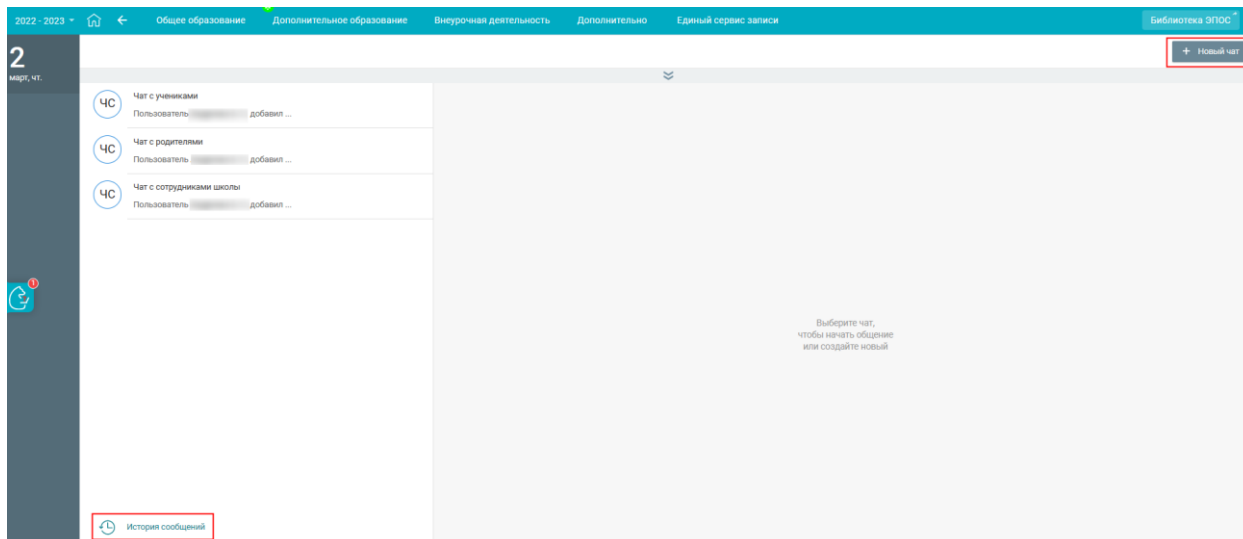 2022 - 2023 Общее образование Дополнительное образование Внеурочная деятельность Дополнительно Единый сервис записи Библиотека ЭПОС
2
март, чт.
+ Новый чат
ЧС Чат с учениками
Пользователь добавил ...
ЧС Чат с родителями
Пользователь добавил ...
ЧС Чат с сотрудниками школы
Пользователь добавил ...
1
Выберите чат,
чтобы начать общение
или создайте новый
История сообщений